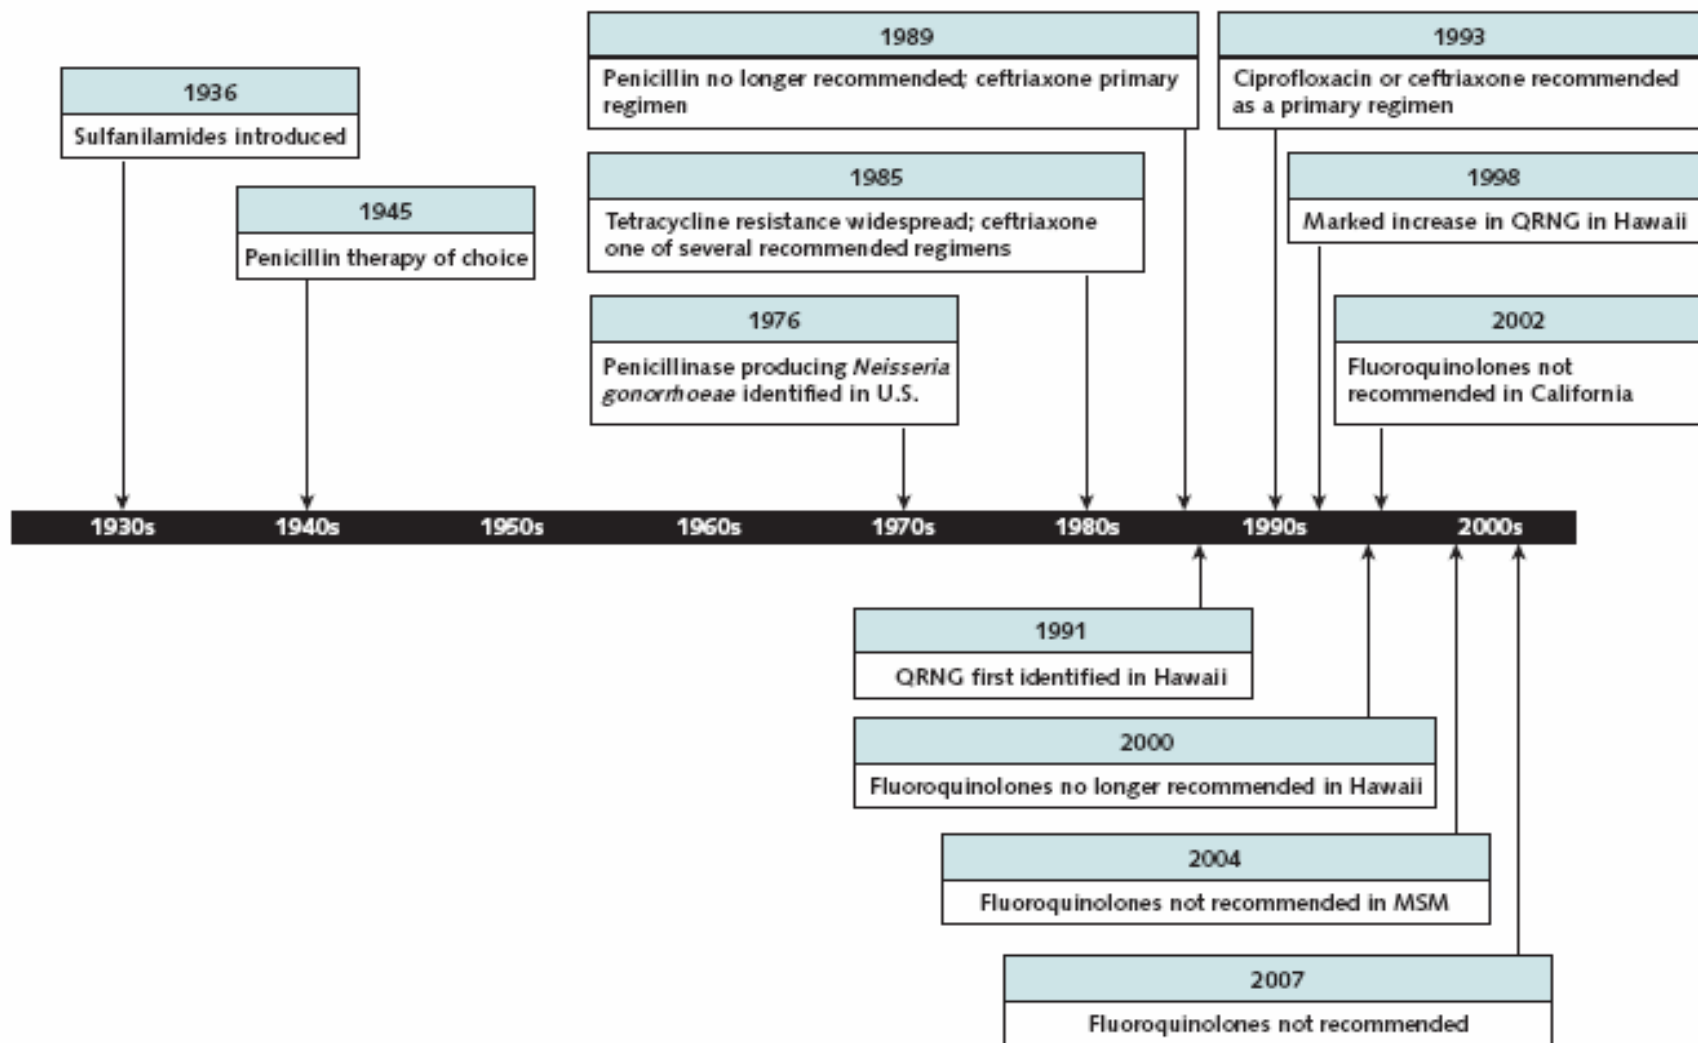 1936
Sulfanilamides introduced
1945
Penicillin therapy of choice
1989
Penicillin no longer recommended; ceftriaxone primary
regimen
1985
Tetracycline resistance widespread; ceftriaxone
one of several recommended regimens
1976
Penicillinase producing Neisseria
gonorrhoeae identified in U.S.
1993
Ciprofloxacin or ceftriaxone recommended
as a primary regimen
1998
Marked increase in QRNG in Hawaii
2002
Fluoroquinolones not
recommended in California
1930s 1940s 1950s 1960s 1970s 1980s 1990s 2000s
1991
QRNG first identified in Hawaii
2000
Fluoroquinolones no longer recommended in Hawaii
2004
Fluoroquinolones not recommended in MSM
2007
Fluoroquinolones not recommended